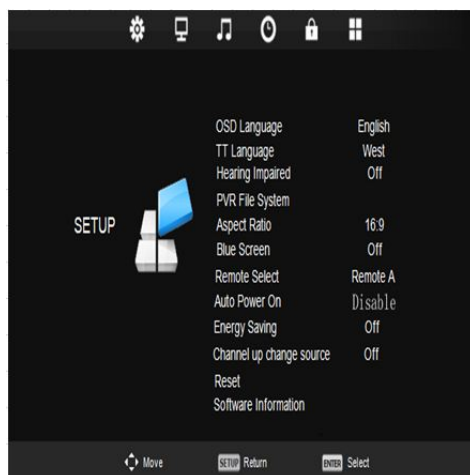 OSD Language English
TT Language West
Hearing Impaired Off
PVR File System
SETUP
Aspect Ratio 16:9
Blue Screen Off
Remote Select Remote A
Auto Power On Disable
Energy Saving Off
Channel up change source Off
Reset
Software Information
Move SETUP Return ENTER Select